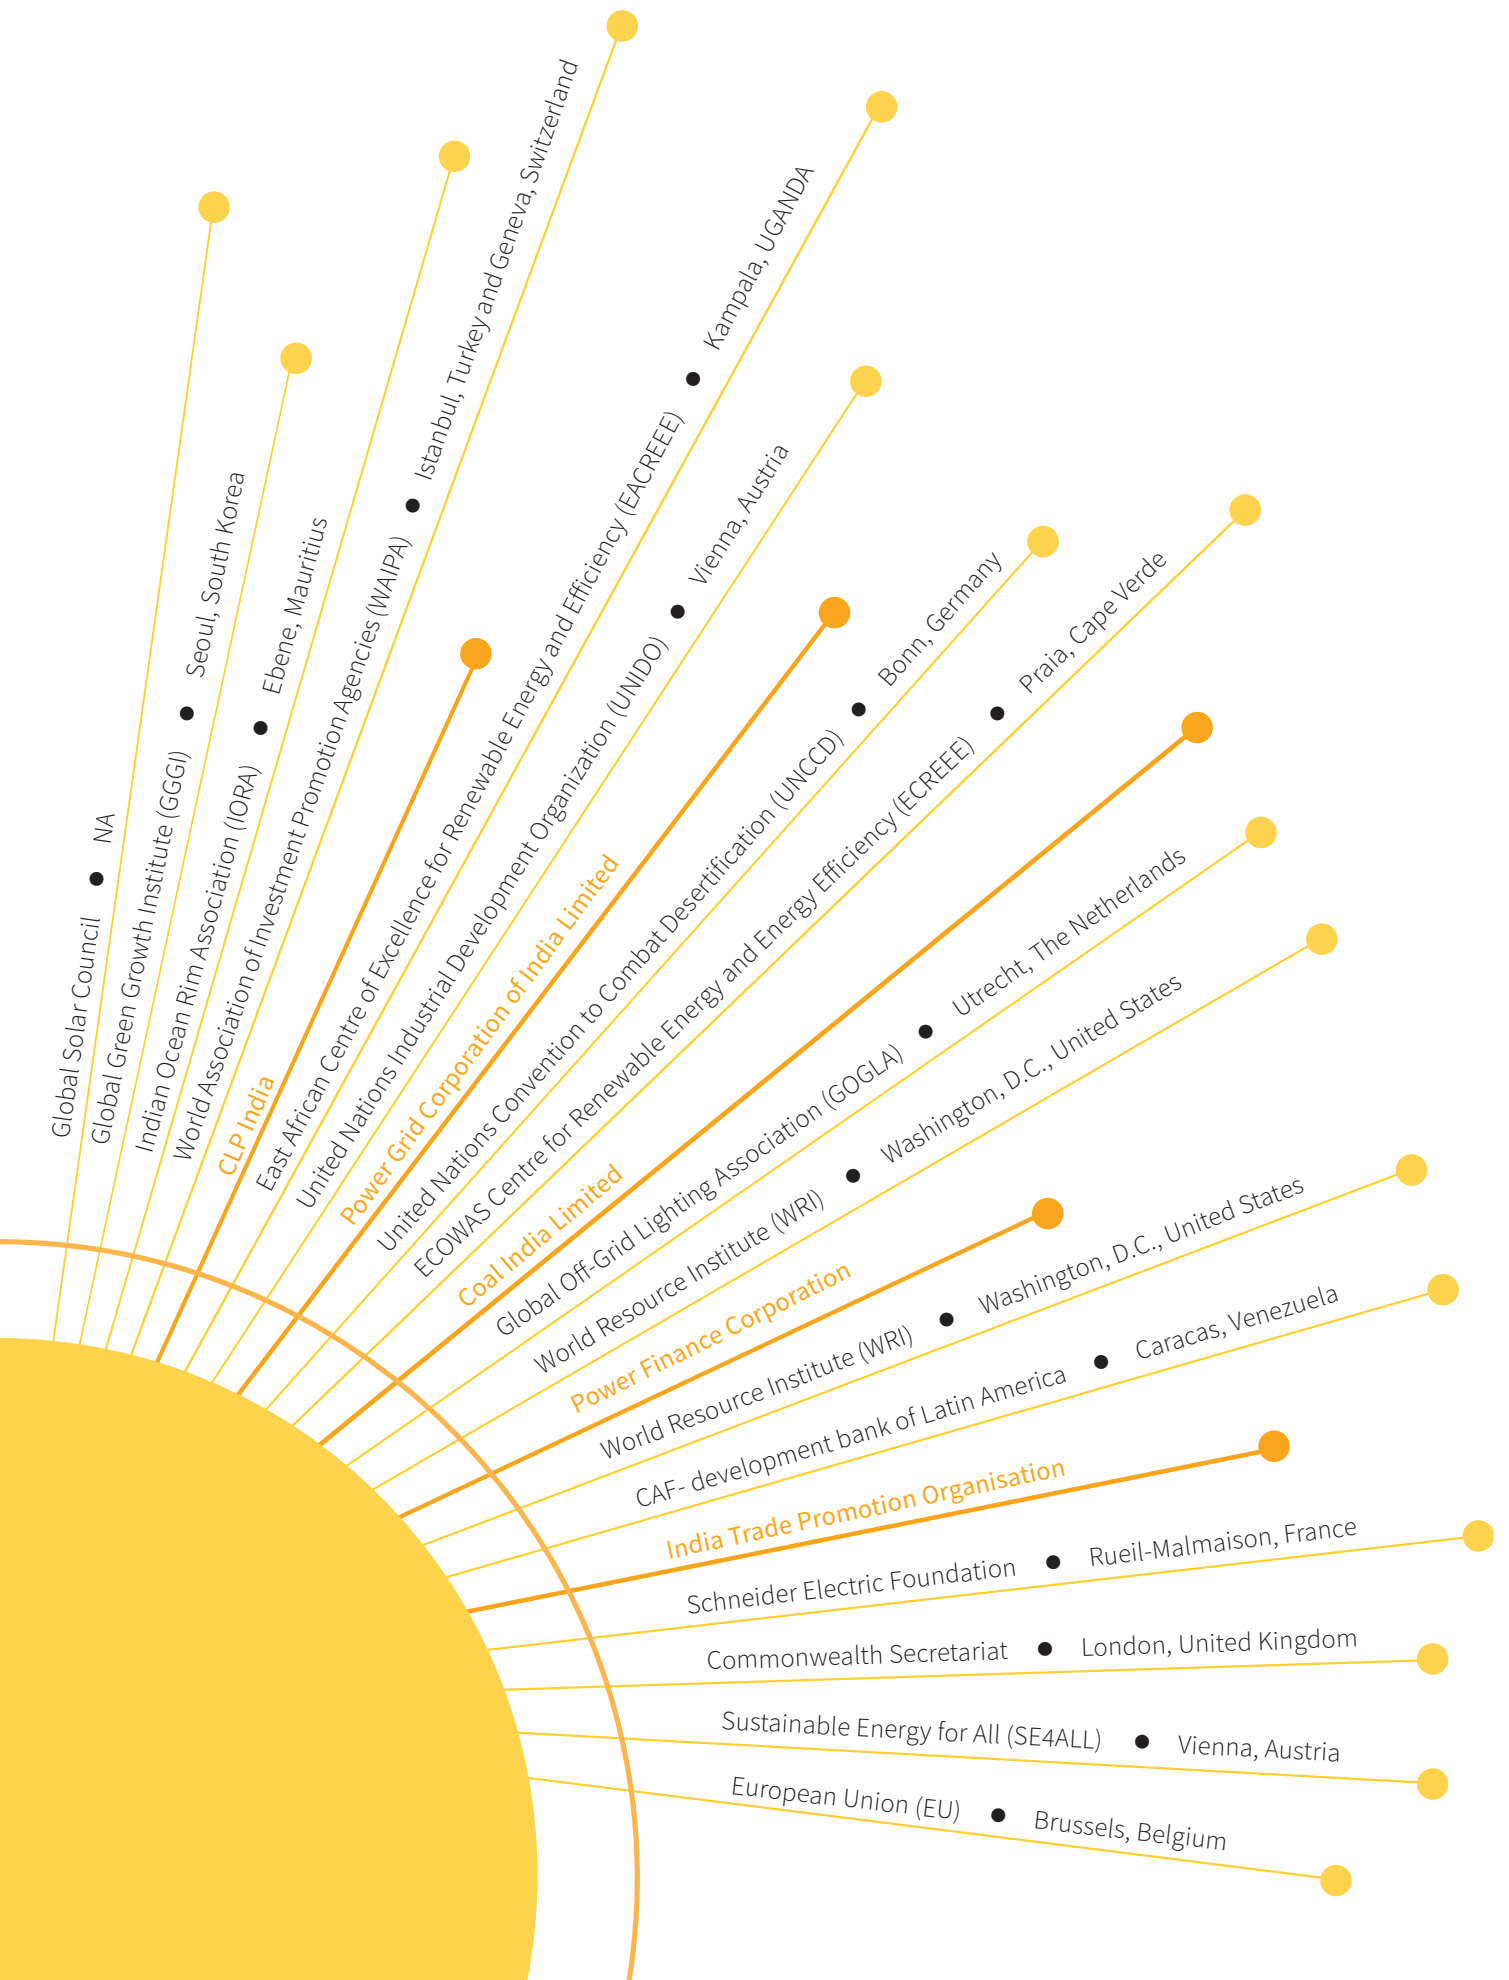 Global Solar Council ● NA
Global Green Growth Institute (GGGI) ● Seoul, South Korea
Indian Ocean Rim Association (IORA) ● Ebene, Mauritius
World Association of Investment Promotion Agencies (WAIPA) ● Istanbul, Turkey and Geneva, Switzerland
CLP India
East African Centre of Excellence for Renewable Energy and Efficiency (EACREEE) ● Kampala, UGANDA
United Nations Industrial Development Organization (UNIDO) ● Vienna, Austria
Power Grid Corporation of India Limited
United Nations Convention to Combat Desertification (UNCCD) ● Bonn, Germany
ECOWAS Centre for Renewable Energy and Energy Efficiency (ECREEE) ● Praia, Cape Verde
Coal India Limited
Global Off-Grid Lighting Association (GOGLA) ● Utrecht, The Netherlands
World Resource Institute (WRI) ● Washington, D.C., United States
Power Finance Corporation
World Resource Institute (WRI) ● Washington, D.C., United States
CAF- development bank of Latin America ● Caracas, Venezuela
India Trade Promotion Organisation
Schneider Electric Foundation ● Rueil-Malmaison, France
Commonwealth Secretariat ● London, United Kingdom
Sustainable Energy for All (SE4ALL) ● Vienna, Austria
European Union (EU) ● Brussels, Belgium